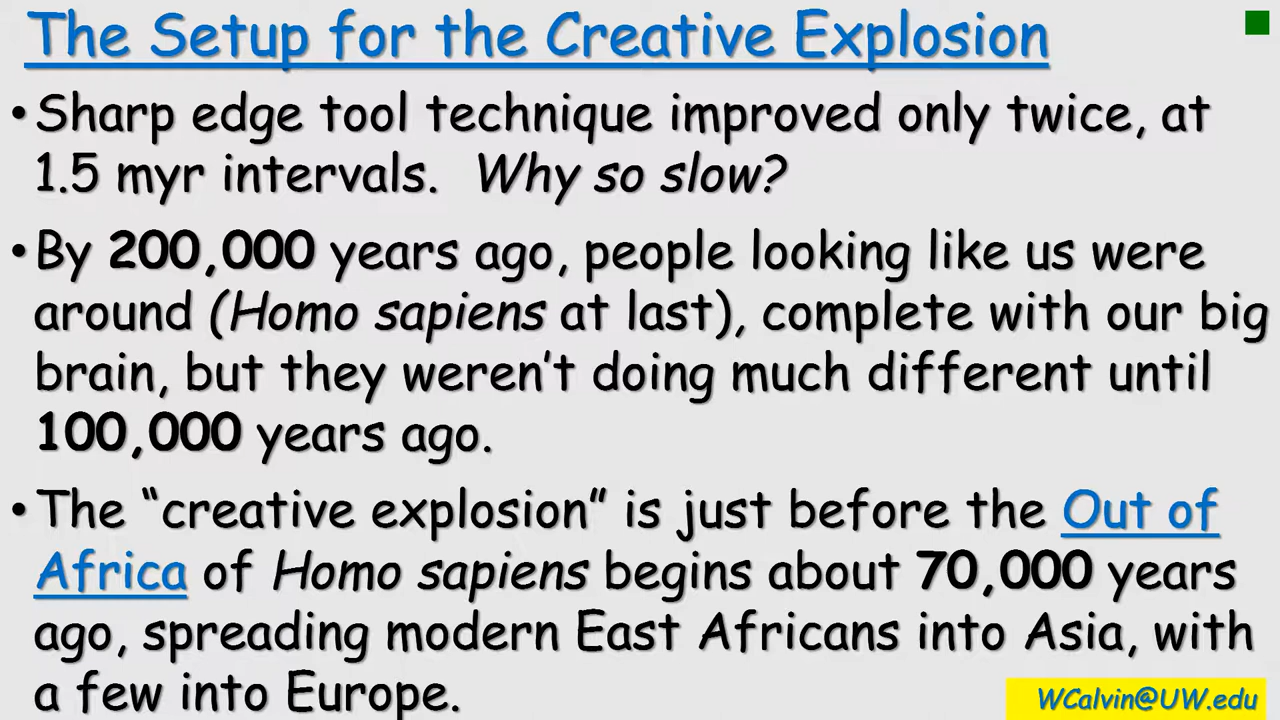 The Setup for the Creative Explosion
• Sharp edge tool technique improved only twice, at
1.5 myr intervals. Why so slow?
• By 200,000 years ago, people looking like us were
around (Homo sapiens at last), complete with our big
brain, but they weren’t doing much different until
100,000 years ago.
• The “creative explosion” is just before the Out of
Africa of Homo sapiens begins about 70,000 years
ago, spreading modern East Africans into Asia, with
a few into Europe.
WCalvin@UW.edu